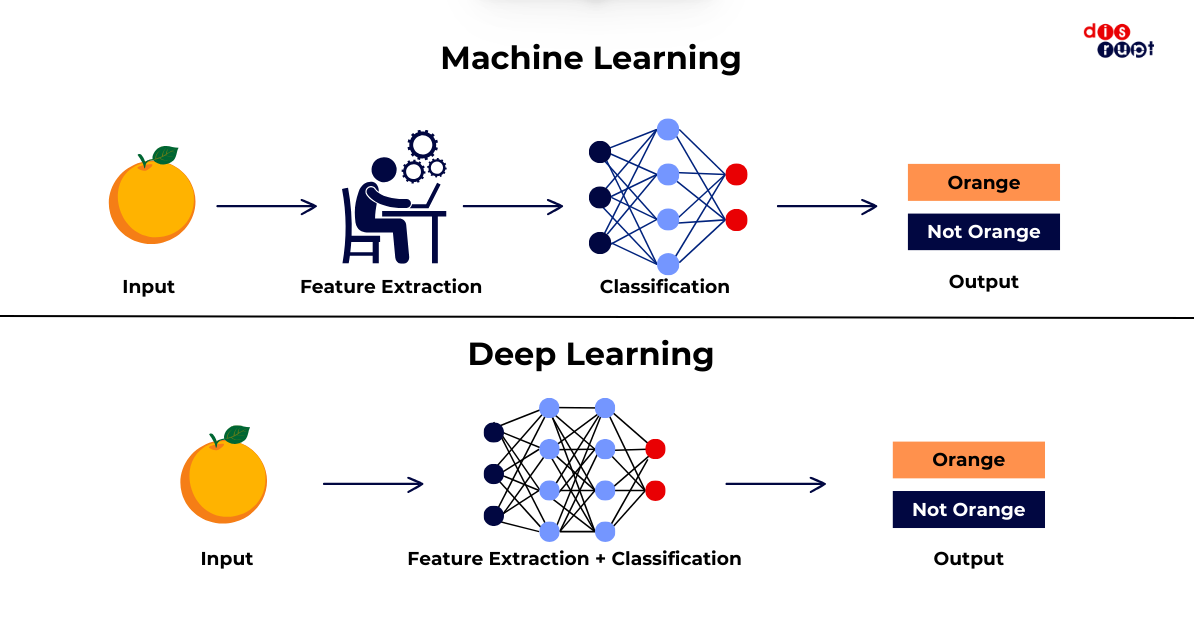 dis
rupt
Machine Learning
Input
Feature Extraction
Classification
Orange
Not Orange
Output
Deep Learning
Input
Feature Extraction + Classification
Orange
Not Orange
Output